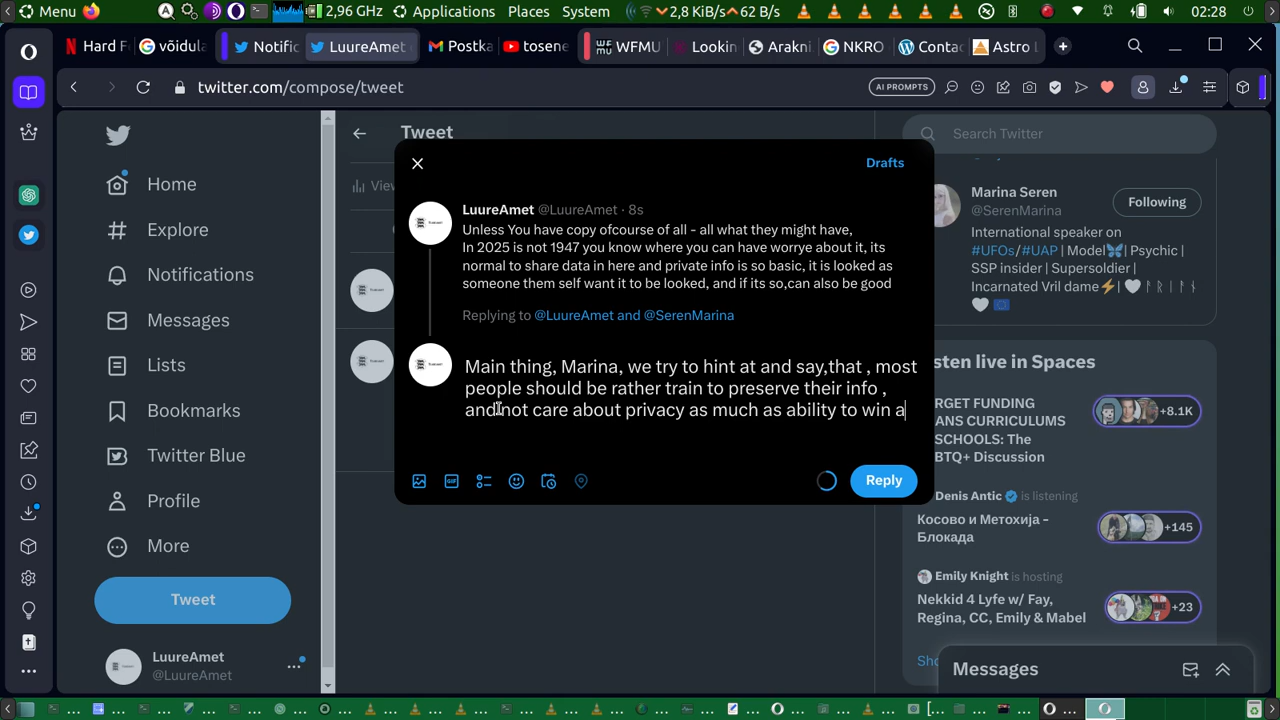 Menu
2,96 GHz
Applications
Places
System
2,8 KiB/s
62 B/s
02:28
Hard F
võidula
Notific
LuureAmet
Postka
tosene
WFMU
Lookin
Arakni
NKRO
Contac
Astro L
twitter.com/compose/tweet
AI PROMPTS
Home
Explore
Notifications
Messages
Lists
Bookmarks
Twitter Blue
Profile
More
Tweet
LuureAmet
@LuureAmet
Tweet
Drafts
LuureAmet @LuureAmet · 8s
Unless You have copy ofcourse of all - all what they might have,
In 2025 is not 1947 you know where you can have worrye about it, its
normal to share data in here and private info is so basic, it is looked as
someone them self want it to be looked, and if its so,can also be good
Replying to @LuureAmet and @SerenMarina
Main thing, Marina, we try to hint at and say,that , most
people should be rather train to preserve their info ,
and not care about privacy as much as ability to win a
Reply
Search Twitter
Marina Seren
@SerenMarina
Following
International speaker on
#UFOs/#UAP | Model🦋| Psychic |
SSP insider | Supersoldier |
Incarnated Vril dame⚡| 🤍 ᚠᚱᛁᚨᚾ
🤍 🇪🇺
sten live in Spaces
RGET FUNDING
ANS CURRICULUMS
SCHOOLS: The
BTQ+ Discussion
+8.1K
Denis Antic is listening
Косово и Метохија -
Блокада
+145
Emily Knight is hosting
Nekkid 4 Lyfe w/ Fay,
Regina, CC, Emily & Mabel
+23
Sho
Messages